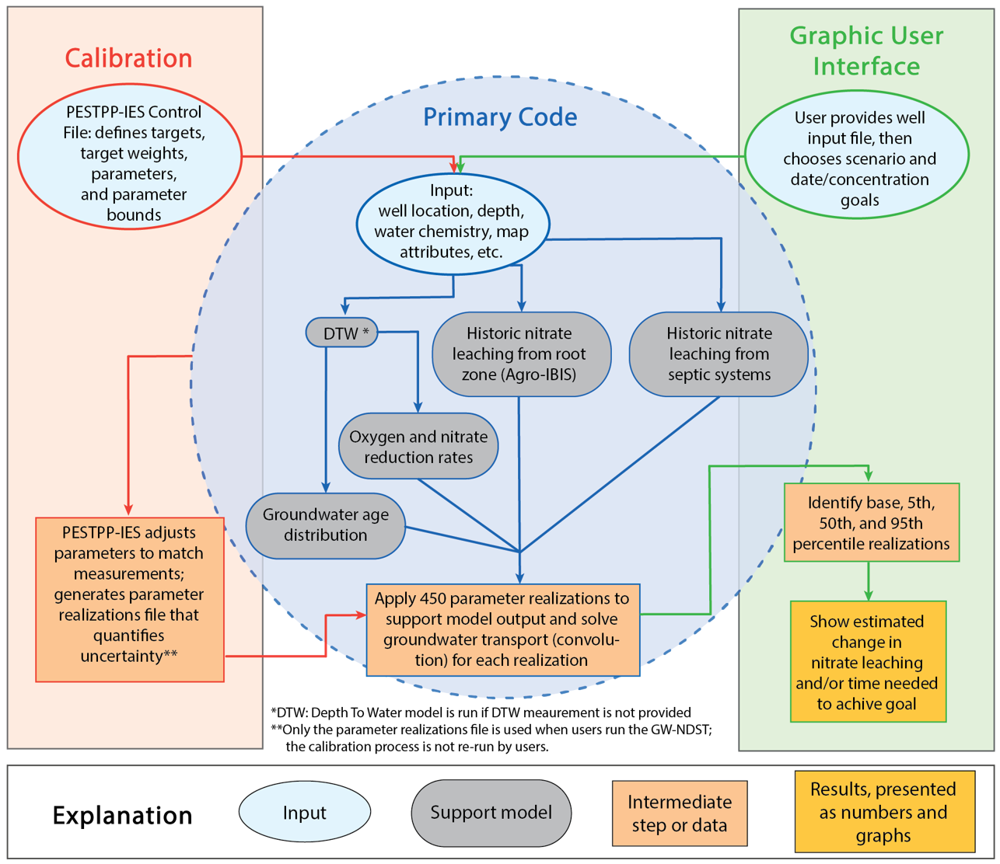 Calibration
PESTPP-IES Control
File: defines targets,
target weights,
parameters,
and parameter
bounds
Primary Code
Graphic User
Interface
User provides well
input file, then
chooses scenario and
date/concentration
goals
Input:
well location, depth,
water chemistry, map
attributes, etc.
DTW *
Historic nitrate
leaching from root
zone (Agro-IBIS)
Historic nitrate
leaching from
septic systems
Oxygen and nitrate
reduction rates
Groundwater age
distribution
PESTPP-IES adjusts
parameters to match
measurements;
generates parameter
realizations file that
quantifies
uncertainty**
Apply 450 parameter realizations to
support model output and solve
groundwater transport (convolu-
tion) for each realization
Identify base, 5th,
50th, and 95th
percentile realizations
Show estimated
change in
nitrate leaching
and/or time needed
to achive goal
*DTW: Depth To Water model is run if DTW meaurement is not provided
**Only the parameter realizations file is used when users run the GW-NDST;
the calibration process is not re-run by users.
Explanation
Input
Support model
Intermediate
step or data
Results, presented
as numbers and
graphs